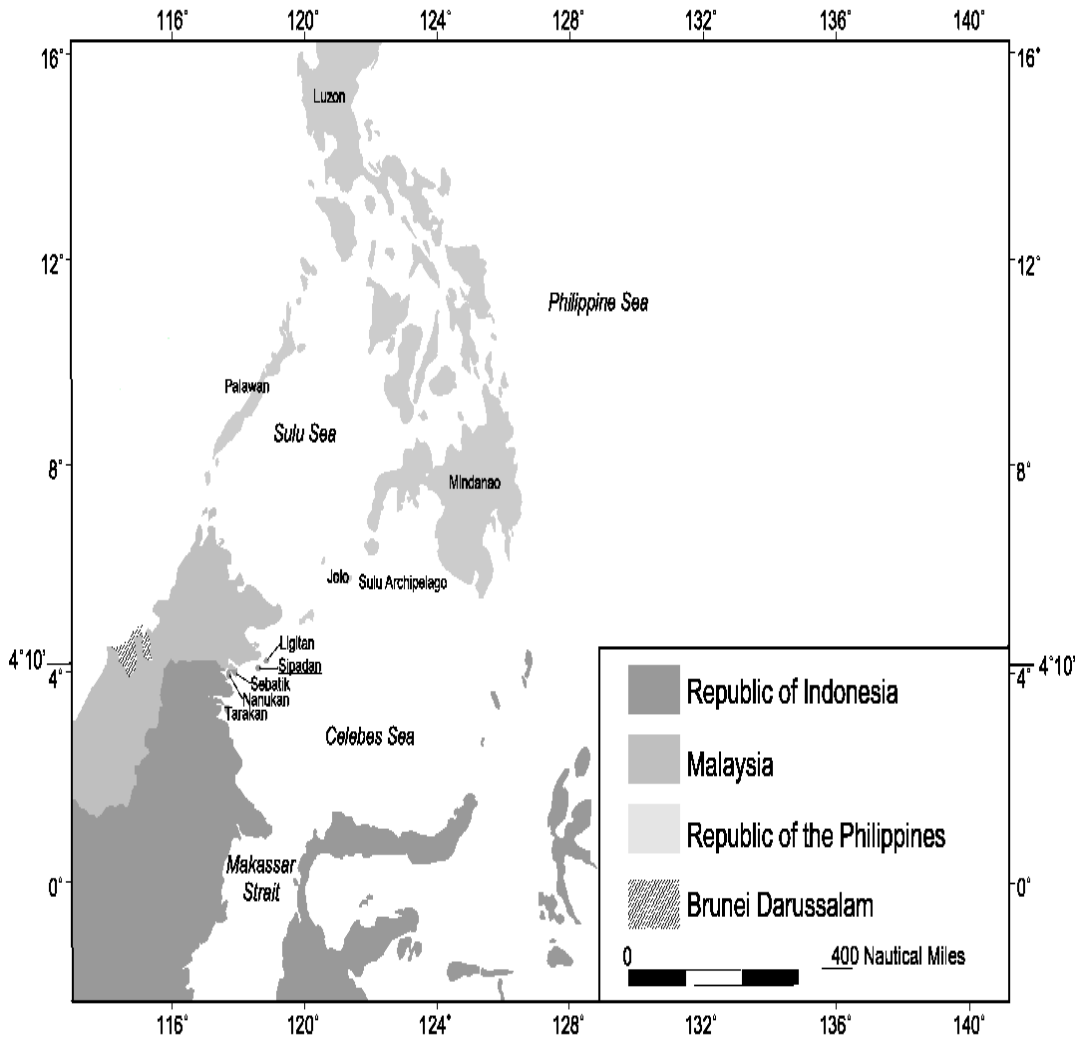 116° 120° 124° 128° 132° 136° 140°
16° 16°
Luzon
12° 12°
Philippine Sea
Palawan
Sulu Sea
8° 8°
Mindanao
Jolo
Sulu Archipelago
Ligitan
4°10' 4°10'
Sipadan
4° 4°
Sebatik
Nanukan
Tarakan
Celebes Sea
Makassar
Strait
0° 0°
Republic of Indonesia
Malaysia
Republic of the Philippines
Brunei Darussalam
0 400 Nautical Miles
116° 120° 124° 128° 132° 136° 140°